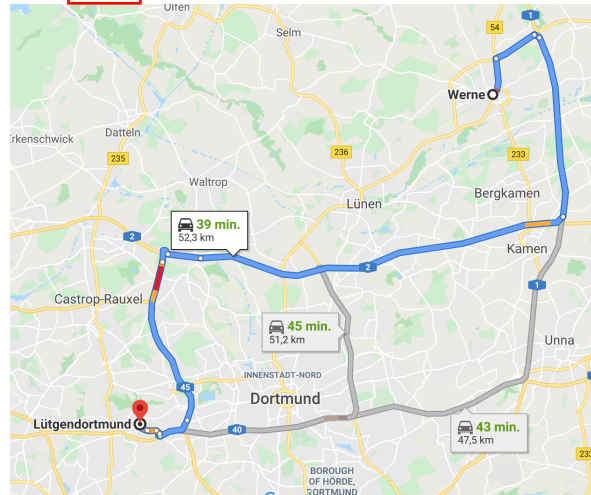 Olfen
1
54
Selm
Werne
rkenschwick
Datteln
235
236
233
Waltrop
Bergkamen
Lünen
39 min.
52,3 km
2
Kamen
2
1
Castrop-Rauxel
45 min.
51,2 km
Unna
INNENSTADT-NORD
45
Dortmund
Lütgendortmund
40
43 min.
47,5 km
233
BOROUGH
OF HÖRDE,
DORTMUND